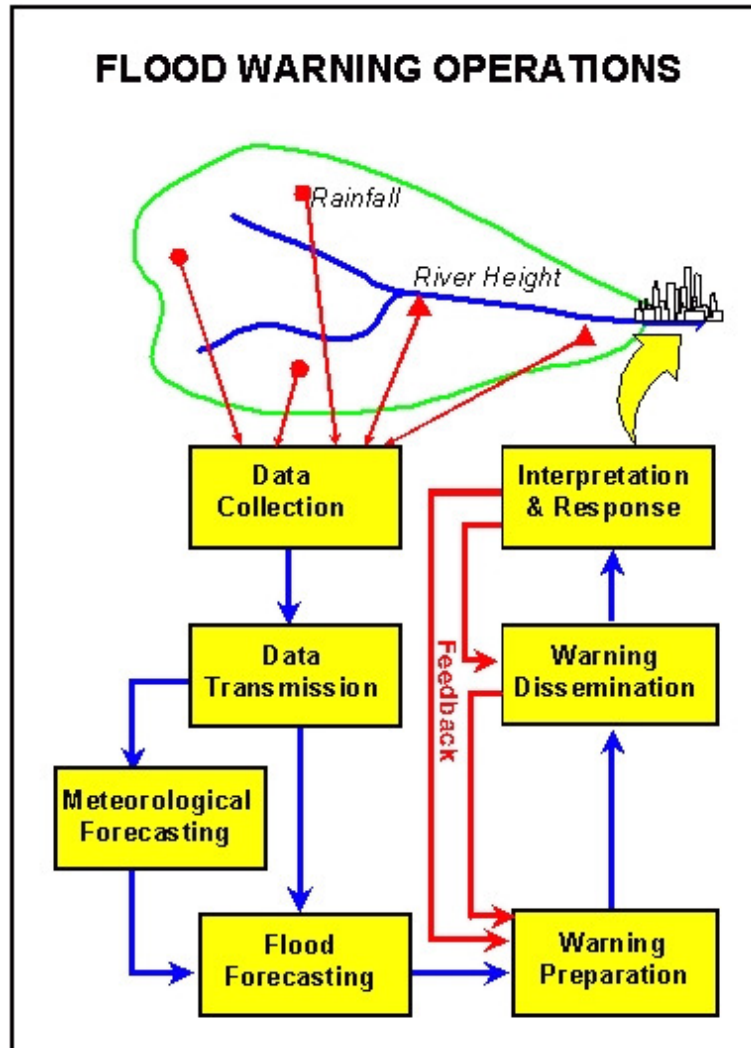 FLOOD WARNING OPERATIONS
Rainfall
River Height
Data
Collection
Interpretation
& Response
Data
Transmission
Feedback
Warning
Dissemination
Meteorological
Forecasting
Flood
Forecasting
Warning
Preparation